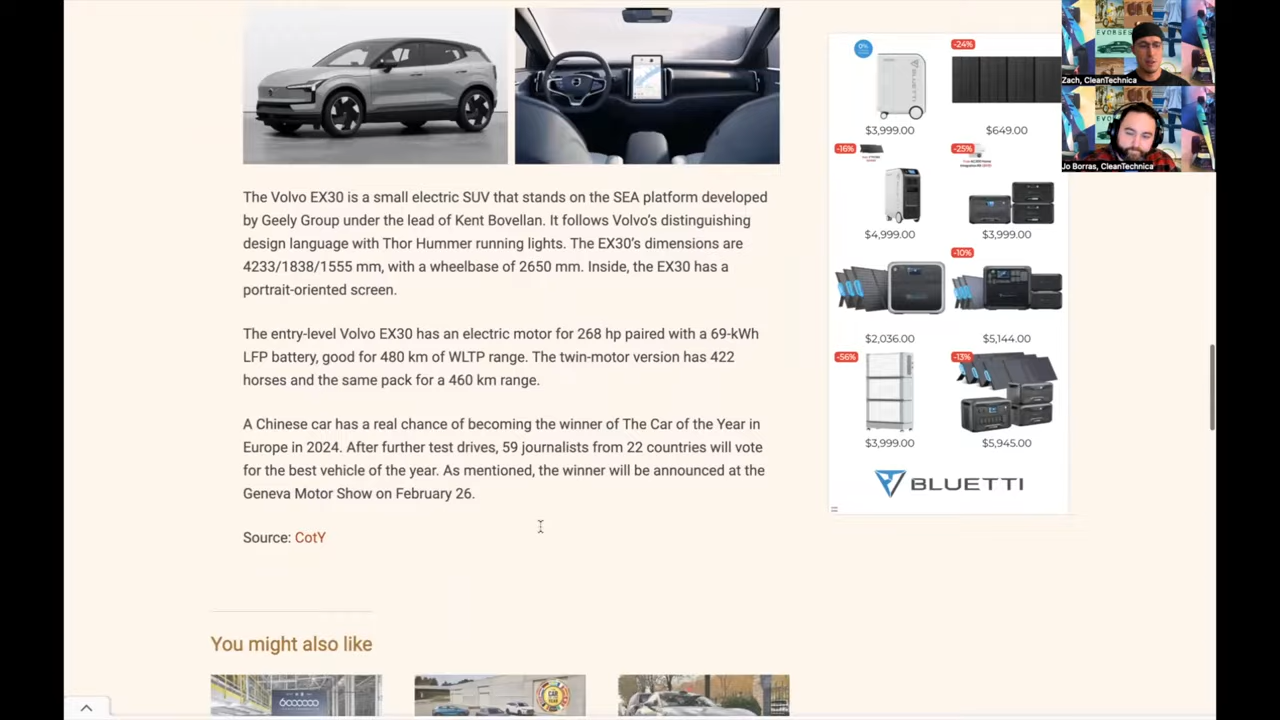 The Volvo EX30 is a small electric SUV that stands on the SEA platform developed
by Geely Group under the lead of Kent Bovellan. It follows Volvo's distinguishing
design language with Thor Hummer running lights. The EX30's dimensions are
4233/1838/1555 mm, with a wheelbase of 2650 mm. Inside, the EX30 has a
portrait-oriented screen.
The entry-level Volvo EX30 has an electric motor for 268 hp paired with a 69-kWh
LFP battery, good for 480 km of WLTP range. The twin-motor version has 422
horses and the same pack for a 460 km range.
A Chinese car has a real chance of becoming the winner of The Car of the Year in
Europe in 2024. After further test drives, 59 journalists from 22 countries will vote
for the best vehicle of the year. As mentioned, the winner will be announced at the
Geneva Motor Show on February 26.
Source: CotY
You might also like
6000000
0%
-24%
BLUETTI
$3,999.00
$649.00
-16%
-25%
$4,999.00
$3,999.00
-10%
$2,036.00
$5,144.00
-56%
-13%
$3,999.00
$5,945.00
BLUETTI
Zach, CleanTechnica
Jo Borras, CleanTechnica